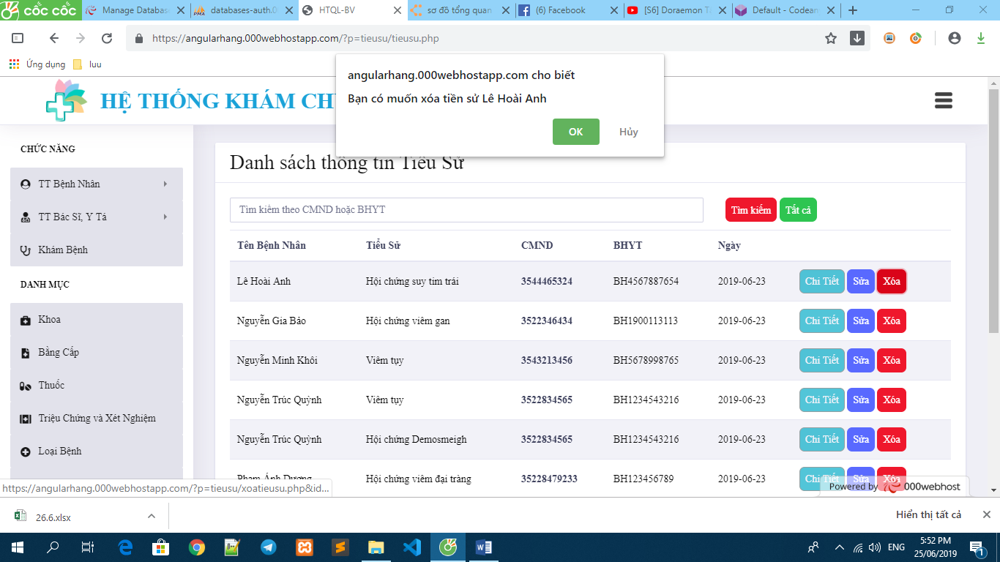 cốc cốc
Manage Databas
databases-auth.00
HTQL-BV
sơ đồ tổng quan
(6) Facebook
[S6] Doraemon Tậ
Default - Codean
https://angularhang.000webhostapp.com/?p=tieusu/tieusu.php
Ứng dụng
luu
angularhang.000webhostapp.com cho biết
Bạn có muốn xóa tiền sử Lê Hoài Anh
OK
Hủy
HỆ THỐNG KHÁM CH
CHỨC NĂNG
TT Bệnh Nhân
TT Bác Sĩ, Y Tá
Khám Bệnh
DANH MỤC
Khoa
Bằng Cấp
Thuốc
Triệu Chứng và Xét Nghiệm
Loại Bệnh
Danh sách thông tin Tiểu Sử
Tìm kiếm theo CMND hoặc BHYT
Tìm kiếm
Tất cả
Tên Bệnh Nhân Tiểu Sử CMND BHYT Ngày
Lê Hoài Anh Hội chứng suy tim trái 3544465324 BH4567887654 2019-06-23 Chi Tiết Sửa Xóa
Nguyễn Gia Bảo Hội chứng viêm gan 3522346434 BH1900113113 2019-06-23 Chi Tiết Sửa Xóa
Nguyễn Minh Khôi Viêm tụy 3543213456 BH5678998765 2019-06-23 Chi Tiết Sửa Xóa
Nguyễn Trúc Quỳnh Viêm tụy 3522834565 BH1234543216 2019-06-23 Chi Tiết Sửa Xóa
Nguyễn Trúc Quỳnh Hội chứng Demosmeigh 3522834565 BH1234543216 2019-06-23 Chi Tiết Sửa Xóa
Phạm Ánh Dương Hội chứng viêm đại tràng 35228479233 BH123456789 2019-06-23 Chi Tiết Sửa Xóa
https://angularhang.000webhostapp.com/?p=tieusu/xoatieusu.php&id...
Powered by 000webhost
26.6.xlsx
Hiển thị tất cả
ENG
5:52 PM
25/06/2019
1